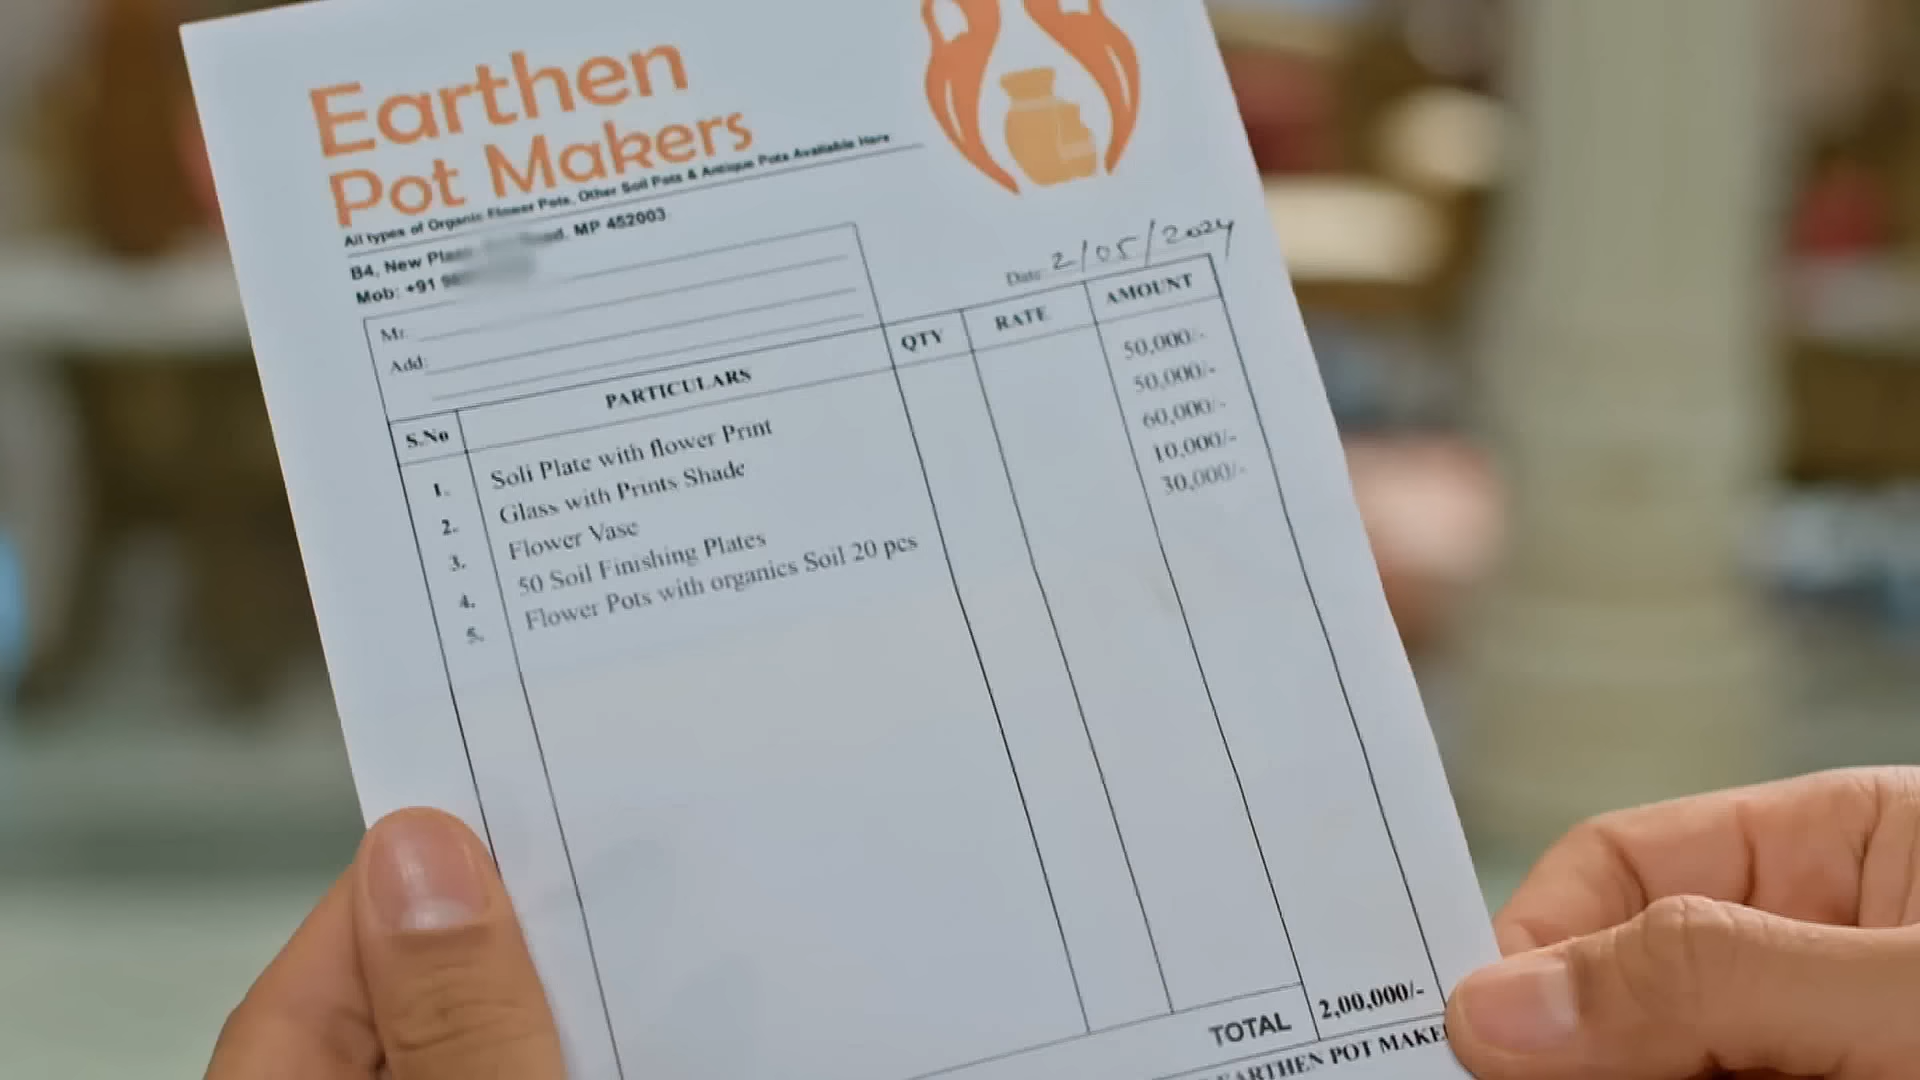 Earthen
Pot Makers
All types of Organic Flower Pots, Other Soil Pots & Antique Pots Available Here
B4, New MP 452003
Mob: +91
Date: 2/05/2024
Mr.
Add:
S.No PARTICULARS QTY RATE AMOUNT
1. Soli Plate with flower Print 50,000/-
2. Glass with Prints Shade 50,000/-
3. Flower Vase 60,000/-
4. 50 Soil Finishing Plates 10,000/-
5. Flower Pots with organics Soil 20 pcs 30,000/-
TOTAL 2,00,000/-
EARTHEN POT MAKE